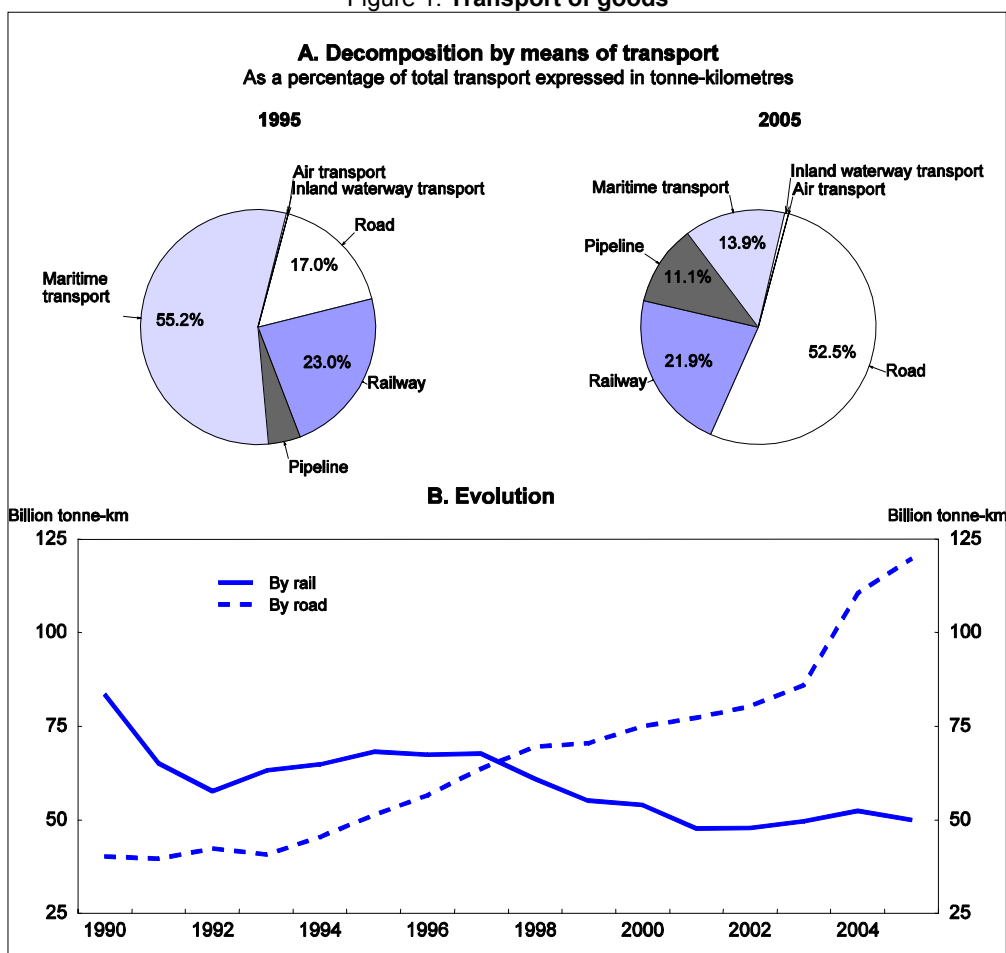 Figure 1. Transport of goods
A. Decomposition by means of transport
As a percentage of total transport expressed in tonne-kilometres
1995
Air transport
Inland waterway transport
Road
17.0%
Maritime
transport
55.2%
23.0%
Railway
Pipeline
2005
Inland waterway transport
Air transport
Maritime transport
13.9%
Pipeline
11.1%
52.5%
Road
21.9%
Railway
B. Evolution
Billion tonne-km
Billion tonne-km
125
125
By rail
By road
100
100
75
75
50
50
25
25
1990
1992
1994
1996
1998
2000
2002
2004